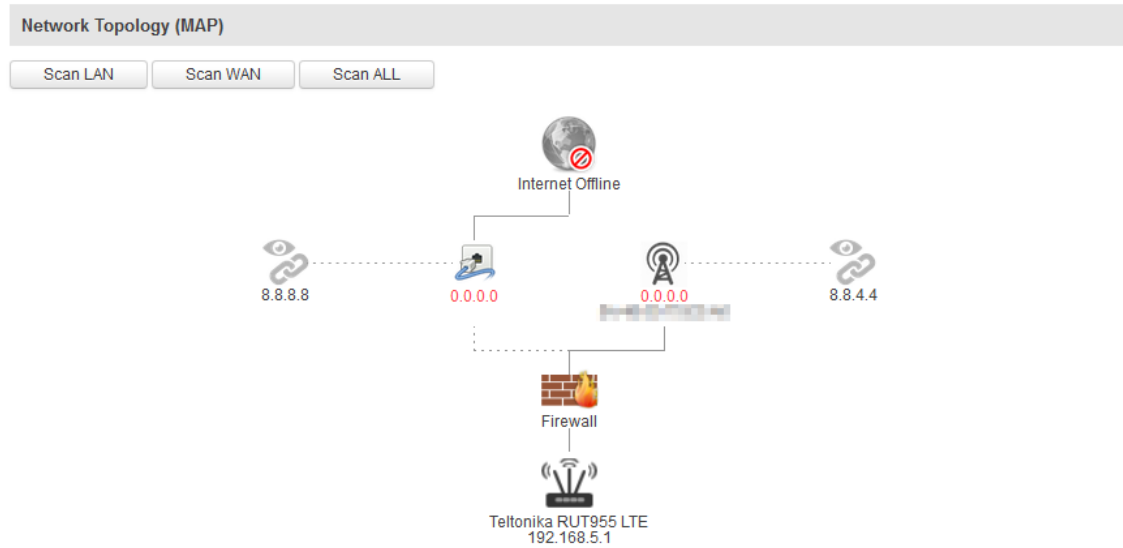 Network Topology (MAP)
Scan LAN Scan WAN Scan ALL
Internet Offline
8.8.8.8 0.0.0.0 0.0.0.0 8.8.4.4
Firewall
Teltonika RUT955 LTE
192.168.5.1